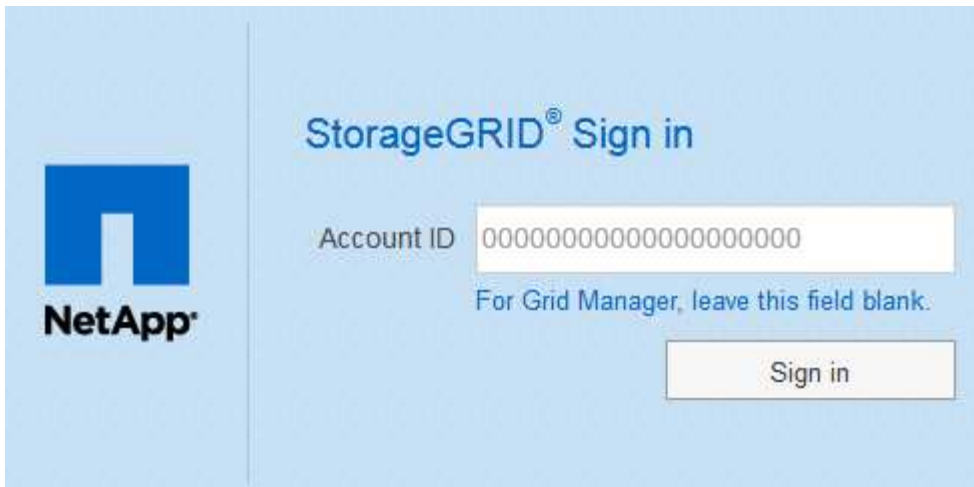 StorageGRID® Sign in
Account ID 00000000000000000000
For Grid Manager, leave this field blank.
Sign in
NetApp®